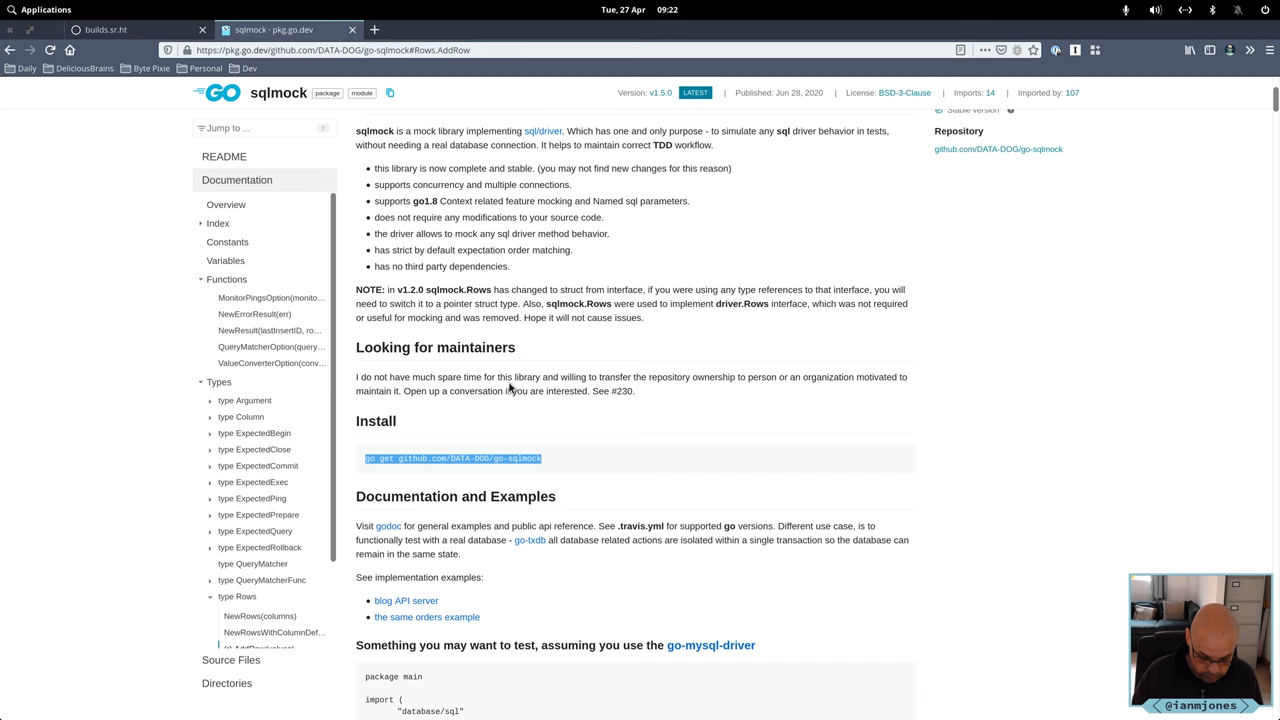 Applications
Tue, 27 Apr 09:22
builds.sr.ht
sqlmock · pkg.go.dev
https://pkg.go.dev/github.com/DATA-DOG/go-sqlmock#Rows.AddRow
Daily
DeliciousBrains
Byte Pixie
Personal
Dev
GO
sqlmock
package
module
Version: v1.5.0
LATEST
| Published: Jun 28, 2020
| License: BSD-3-Clause
| Imports: 14
| Imported by: 107
Jump to ...
README
Documentation
Overview
Index
Constants
Variables
Functions
MonitorPingsOption(monito...
NewErrorResult(err)
NewResult(lastInsertID, ro...
QueryMatcherOption(query...
ValueConverterOption(conv...
Types
type Argument
type Column
type ExpectedBegin
type ExpectedClose
type ExpectedCommit
type ExpectedExec
type ExpectedPing
type ExpectedPrepare
type ExpectedQuery
type ExpectedRollback
type QueryMatcher
type QueryMatcherFunc
type Rows
NewRows(columns)
NewRowsWithColumnDef...
(r) AddRow(values)
Source Files
Directories
sqlmock is a mock library implementing sql/driver. Which has one and only purpose - to simulate any sql driver behavior in tests,
without needing a real database connection. It helps to maintain correct TDD workflow.
• this library is now complete and stable. (you may not find new changes for this reason)
• supports concurrency and multiple connections.
• supports go1.8 Context related feature mocking and Named sql parameters.
• does not require any modifications to your source code.
• the driver allows to mock any sql driver method behavior.
• has strict by default expectation order matching.
• has no third party dependencies.
NOTE: in v1.2.0 sqlmock.Rows has changed to struct from interface, if you were using any type references to that interface, you will
need to switch it to a pointer struct type. Also, sqlmock.Rows were used to implement driver.Rows interface, which was not required
or useful for mocking and was removed. Hope it will not cause issues.
Looking for maintainers
I do not have much spare time for this library and willing to transfer the repository ownership to person or an organization motivated to
maintain it. Open up a conversation if you are interested. See #230.
Install
go get github.com/DATA-DOG/go-sqlmock
Documentation and Examples
Visit godoc for general examples and public api reference. See .travis.yml for supported go versions. Different use case, is to
functionally test with a real database - go-txdb all database related actions are isolated within a single transaction so the database can
remain in the same state.
See implementation examples:
• blog API server
• the same orders example
Something you may want to test, assuming you use the go-mysql-driver
package main
import (
"database/sql"
Stable version
Repository
github.com/DATA-DOG/go-sqlmock
@ianmjones